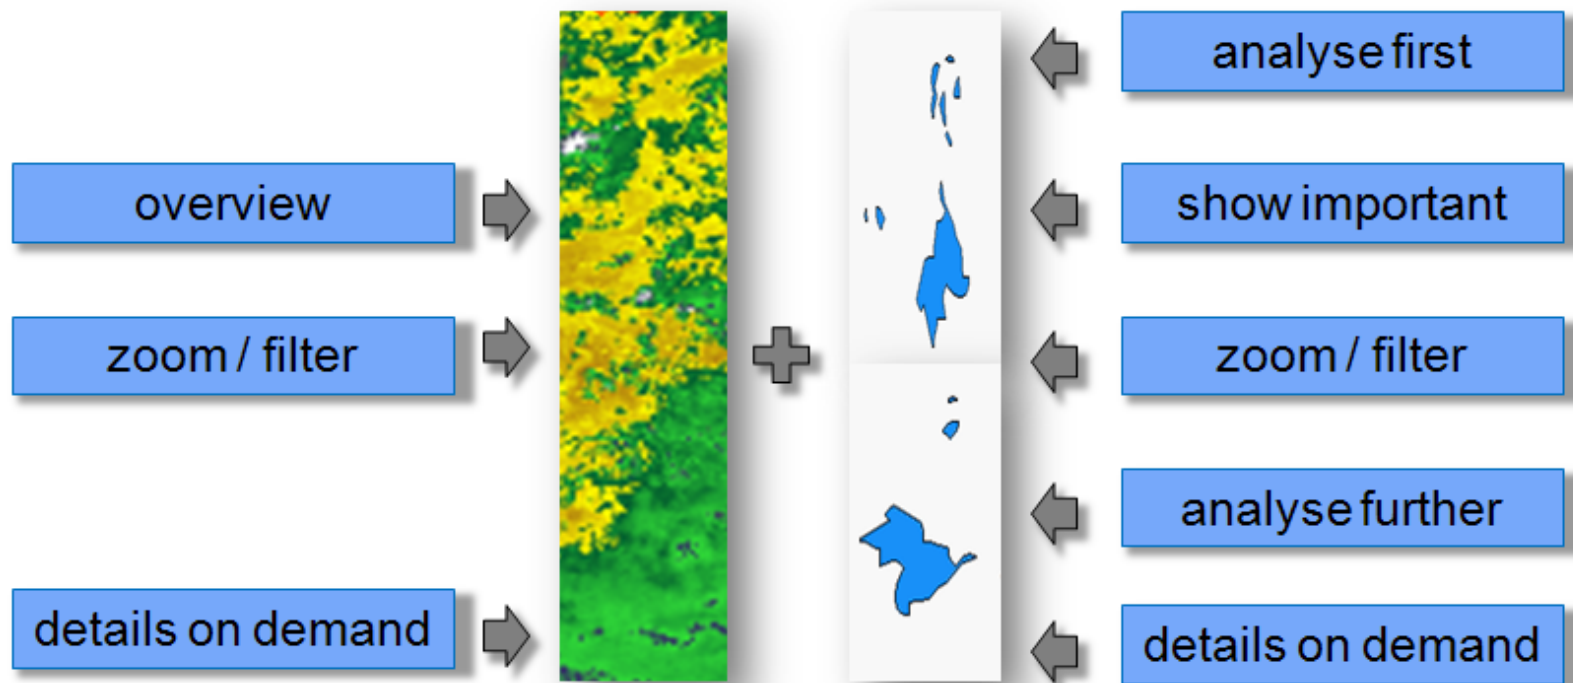 overview
zoom / filter
details on demand
analyse first
show important
zoom / filter
analyse further
details on demand